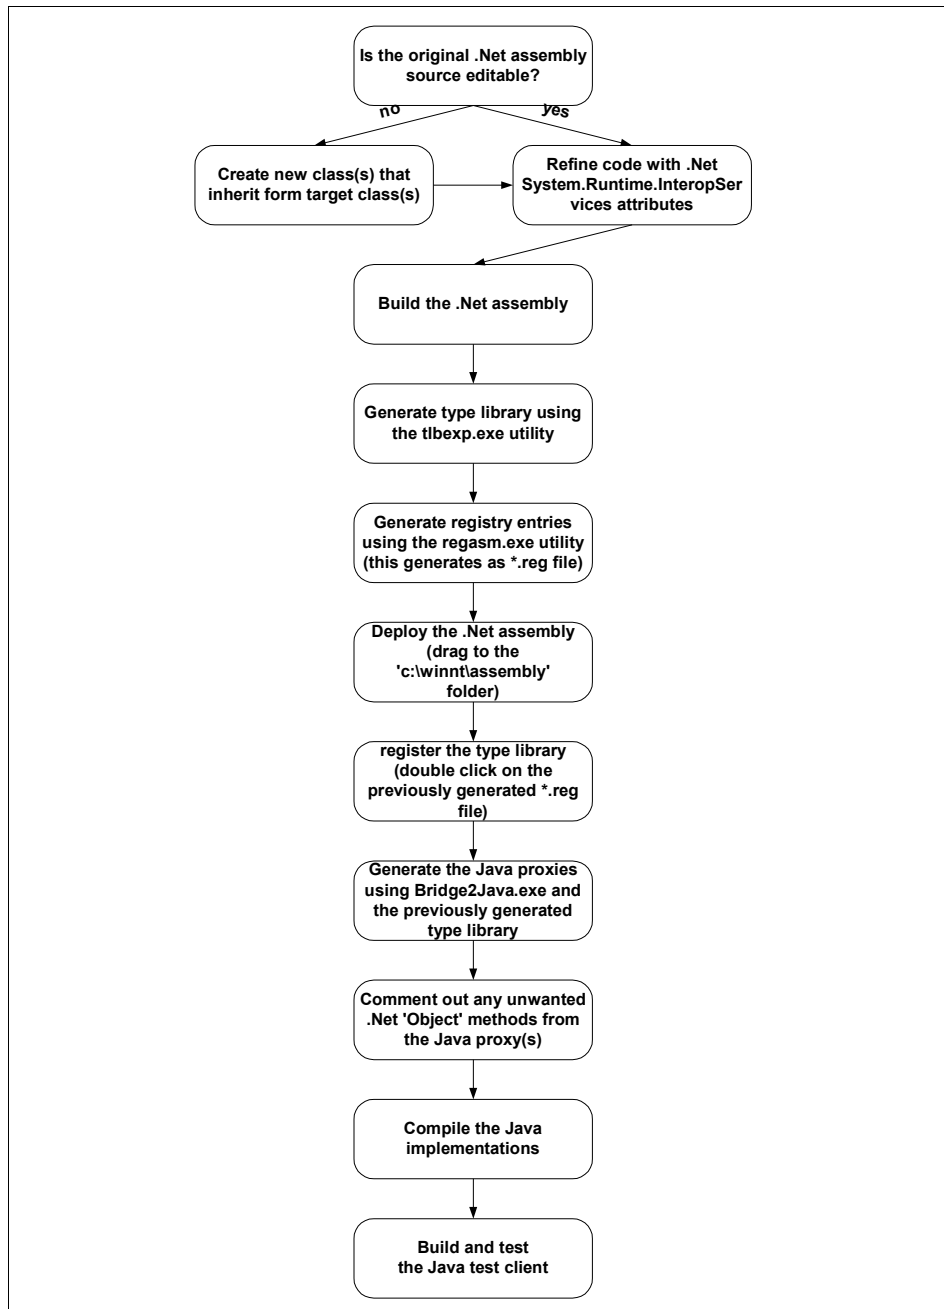 Is the original .Net assembly
source editable?
no
yes
Create new class(s) that
inherit form target class(s)
Refine code with .Net
System.Runtime.InteropSer
vices attributes
Build the .Net assembly
Generate type library using
the tlbexp.exe utility
Generate registry entries
using the regasm.exe utility
(this generates as *.reg file)
Deploy the .Net assembly
(drag to the
'c:\winnt\assembly'
folder)
register the type library
(double click on the
previously generated *.reg
file)
Generate the Java proxies
using Bridge2Java.exe and
the previously generated
type library
Comment out any unwanted
.Net 'Object' methods from
the Java proxy(s)
Compile the Java
implementations
Build and test
the Java test client